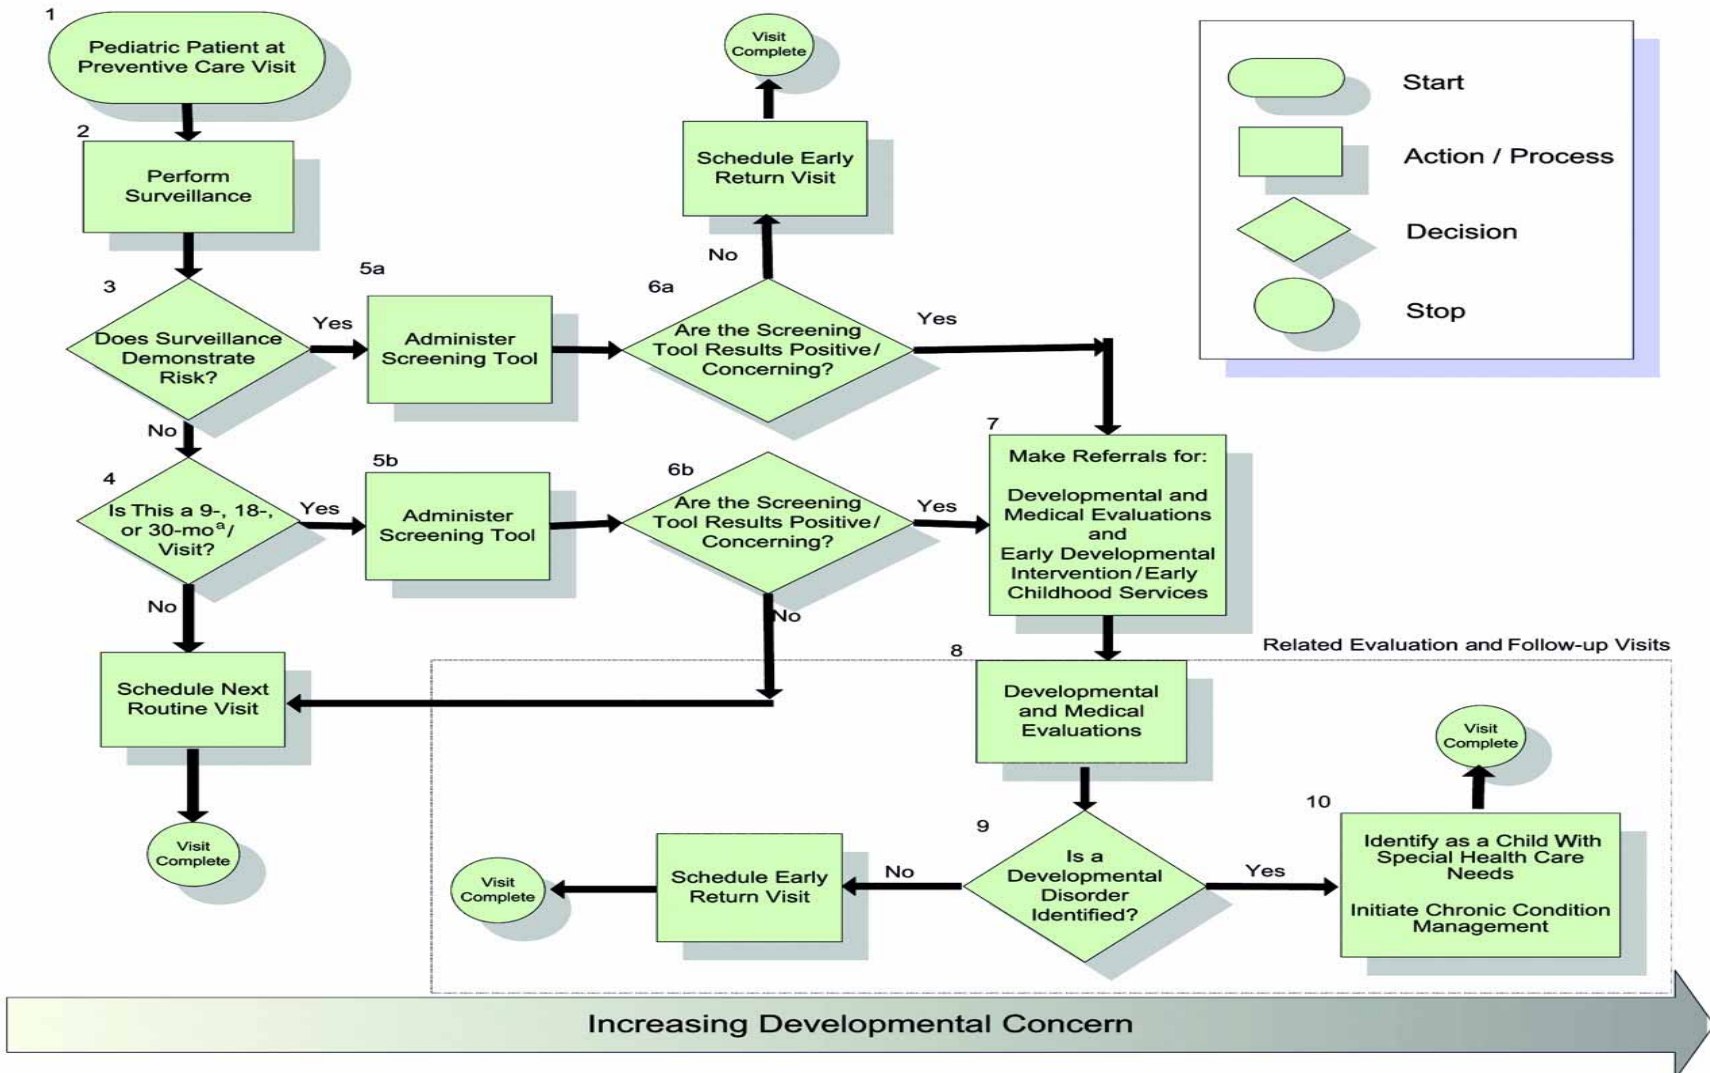 1
Pediatric Patient at
Preventive Care Visit
2
Perform
Surveillance
3
Does Surveillance
Demonstrate
Risk?
Yes
No
5a
Administer
Screening Tool
6a
Are the Screening
Tool Results Positive/
Concerning?
No
Yes
Schedule Early
Return Visit
Visit
Complete
4
Is This a 9-, 18-,
or 30-moᵃ/
Visit?
Yes
No
5b
Administer
Screening Tool
6b
Are the Screening
Tool Results Positive/
Concerning?
Yes
No
7
Make Referrals for:
Developmental and
Medical Evaluations
and
Early Developmental
Intervention/Early
Childhood Services
Schedule Next
Routine Visit
Visit
Complete
Related Evaluation and Follow-up Visits
8
Developmental
and Medical
Evaluations
9
Is a
Developmental
Disorder
Identified?
No
Yes
Schedule Early
Return Visit
Visit
Complete
10
Identify as a Child With
Special Health Care
Needs
Initiate Chronic Condition
Management
Visit
Complete
Start
Action / Process
Decision
Stop
Increasing Developmental Concern